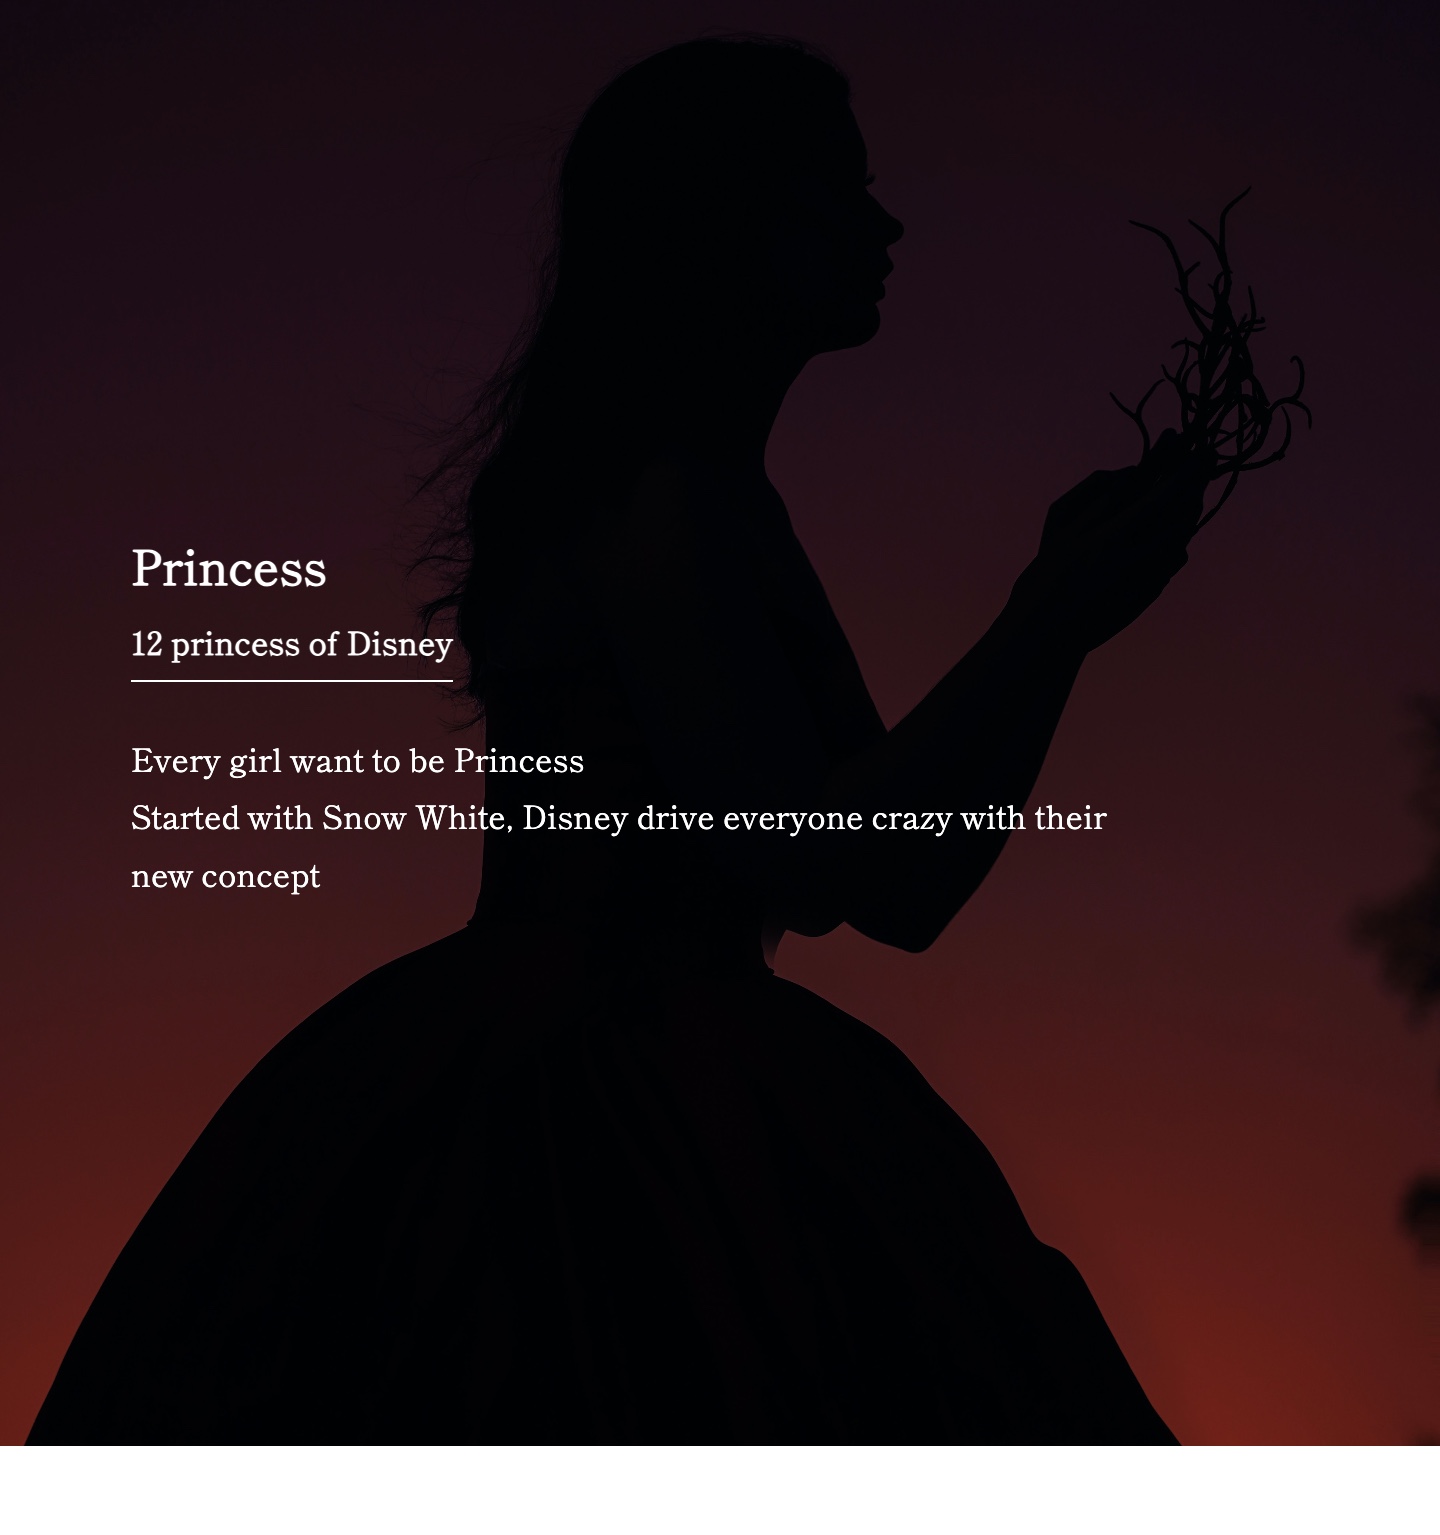 Princess
12 princess of Disney
Every girl want to be Princess
Started with Snow White, Disney drive everyone crazy with their
new concept